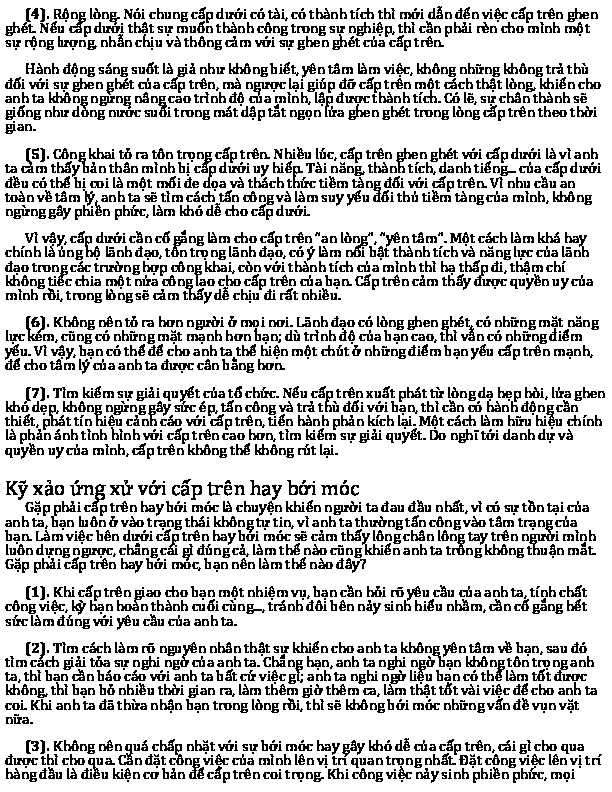 (4). Rộng lòng. Nói chung cấp dưới có tài, có thành tích thì mới dẫn đến việc cấp trên ghen
ghét. Nếu cấp dưới thật sự muốn thành công trong sự nghiệp, thì cần phải rèn cho mình một
sự rộng lượng, nhẫn chịu và thông cảm với sự ghen ghét của cấp trên.
Hành động sáng suốt là giả như không biết, yên tâm làm việc, không những không trả thù
đối với sự ghen ghét của cấp trên, mà ngược lại giúp đỡ cấp trên một cách thật lòng, khiến cho
anh ta không ngừng nâng cao trình độ của mình, lập được thành tích. Có lẽ, sự chân thành sẽ
giống như dòng nước suối trong mát dập tắt ngọn lửa ghen ghét trong lòng cấp trên theo thời
gian.
(5). Công khai tỏ ra tôn trọng cấp trên. Nhiều lúc, cấp trên ghen ghét với cấp dưới là vì anh
ta cảm thấy bản thân mình bị cấp dưới uy hiếp. Tài năng, thành tích, danh tiếng... của cấp dưới
đều có thể bị coi là một mối đe dọa và thách thức tiềm tàng đối với cấp trên. Vì nhu cầu an
toàn về tâm lý, anh ta sẽ tìm cách tấn công và làm suy yếu đối thủ tiềm tàng của mình, không
ngừng gây phiền phức, làm khó dễ cho cấp dưới.
Vì vậy, cấp dưới cần cố gắng làm cho cấp trên "an lòng", "yên tâm". Một cách làm khá hay
chính là ủng hộ lãnh đạo, tôn trọng lãnh đạo, có ý làm nổi bật thành tích và năng lực của lãnh
đạo trong các trường hợp công khai, còn với thành tích của mình thì hạ thấp đi, thậm chí
không tiếc chia một nửa công lao cho cấp trên của bạn. Cấp trên cảm thấy được quyền uy của
mình rồi, trong lòng sẽ cảm thấy dễ chịu đi rất nhiều.
(6). Không nên tỏ ra hơn người ở mọi nơi. Lãnh đạo có lòng ghen ghét, có những mặt năng
lực kém, cũng có những mặt mạnh hơn bạn; dù trình độ của bạn cao, thì vẫn có những điểm
yếu. Vì vậy, bạn có thể để cho anh ta thể hiện một chút ở những điểm bạn yếu cấp trên mạnh,
để cho tâm lý của anh ta được cân bằng hơn.
(7). Tìm kiếm sự giải quyết của tổ chức. Nếu cấp trên xuất phát từ lòng dạ hẹp hòi, lửa ghen
khó dẹp, không ngừng gây sức ép, tấn công và trả thù đối với bạn, thì cần có hành động cần
thiết, phát tín hiệu cảnh cáo với cấp trên, tiến hành phản kích lại. Một cách làm hữu hiệu chính
là phản ánh tình hình với cấp trên cao hơn, tìm kiếm sự giải quyết. Do nghĩ tới danh dự và
quyền uy của mình, cấp trên không thể không rút lại.
Kỹ xảo ứng xử với cấp trên hay bới móc
Gặp phải cấp trên hay bới móc là chuyện khiến người ta đau đầu nhất, vì có sự tồn tại của
anh ta, bạn luôn ở vào trạng thái không tự tin, vì anh ta thường tấn công vào tâm trạng của
bạn. Làm việc bên dưới cấp trên hay bới móc sẽ cảm thấy lông chân lông tay trên người mình
luôn dựng ngược, chẳng cái gì đúng cả, làm thế nào cũng khiến anh ta trông không thuận mắt.
Gặp phải cấp trên hay bới móc, bạn nên làm thế nào đây?
(1). Khi cấp trên giao cho bạn một nhiệm vụ, bạn cần hỏi rõ yêu cầu của anh ta, tính chất
công việc, kỳ hạn hoàn thành cuối cùng..., tránh đôi bên nảy sinh hiểu nhầm, cần cố gắng hết
sức làm đúng với yêu cầu của anh ta.
(2). Tìm cách làm rõ nguyên nhân thật sự khiến cho anh ta không yên tâm về bạn, sau đó
tìm cách giải tỏa sự nghi ngờ của anh ta. Chẳng hạn, anh ta nghi ngờ bạn không tôn trọng anh
ta, thì bạn cần báo cáo với anh ta bất cứ việc gì; anh ta nghi ngờ liệu bạn có thể làm tốt được
không, thì bạn bỏ nhiều thời gian ra, làm thêm giờ thêm ca, làm thật tốt vài việc để cho anh ta
coi. Khi anh ta đã thừa nhận bạn trong lòng rồi, thì sẽ không bới móc những vấn đề vụn vặt
nữa.
(3). Không nên quá chấp nhặt với sự bới móc hay gây khó dễ của cấp trên, cái gì cho qua
được thì cho qua. Cần đặt công việc của mình lên vị trí quan trọng nhất. Đặt công việc lên vị trí
hàng đầu là điều kiện cơ bản để cấp trên coi trọng. Khi công việc nảy sinh phiền phức, mọi